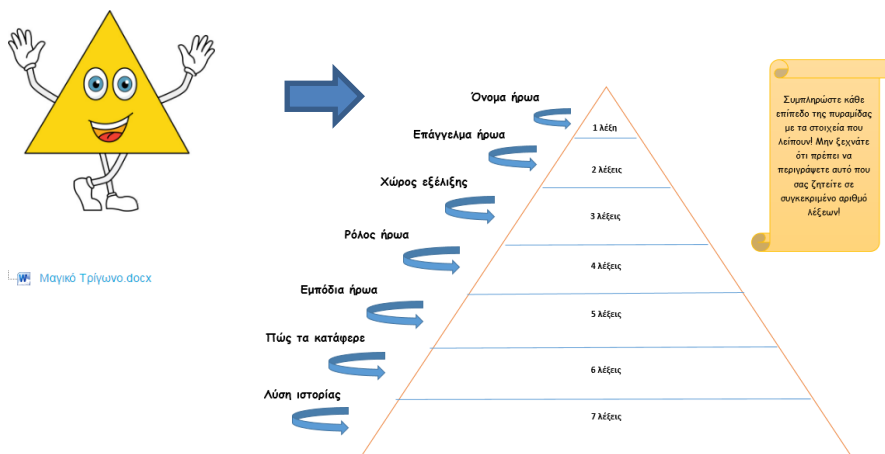 Όνομα ήρωα
1 λέξη
Επάγγελμα ήρωα
2 λέξεις
Χώρος εξέλιξης
3 λέξεις
Ρόλος ήρωα
4 λέξεις
Εμπόδια ήρωα
5 λέξεις
Πώς τα κατάφερε
6 λέξεις
Λύση ιστορίας
7 λέξεις
Συμπληρώστε κάθε
επίπεδο της πυραμίδας
με τα στοιχεία που
λείπουν! Μην ξεχνάτε
ότι πρέπει να
περιγράψετε αυτό που
σας ζητείτε σε
συγκεκριμένο αριθμό
λέξεων!
Μαγικό Τρίγωνο.docx